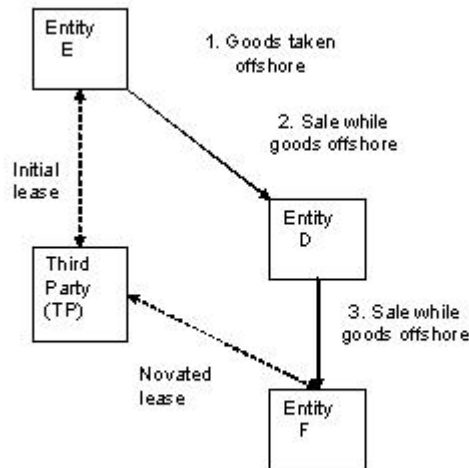 Entity
E
1. Goods taken
offshore
2. Sale while
goods offshore
Initial
lease
Entity
D
Third
Party
(TP)
3. Sale while
goods offshore
Novated
lease
Entity
F